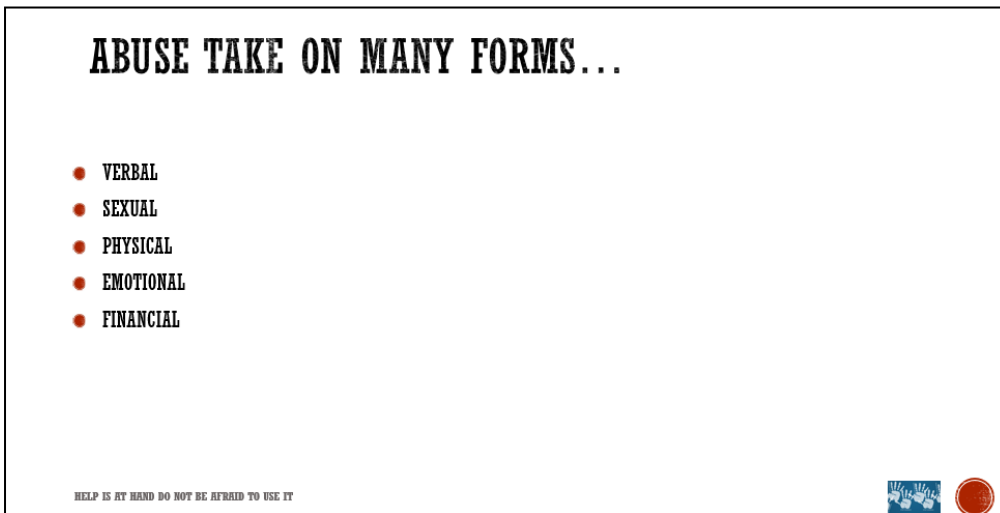 ABUSE TAKE ON MANY FORMS...
VERBAL
SEXUAL
PHYSICAL
EMOTIONAL
FINANCIAL
HELP IS AT HAND DO NOT BE AFRAID TO USE IT